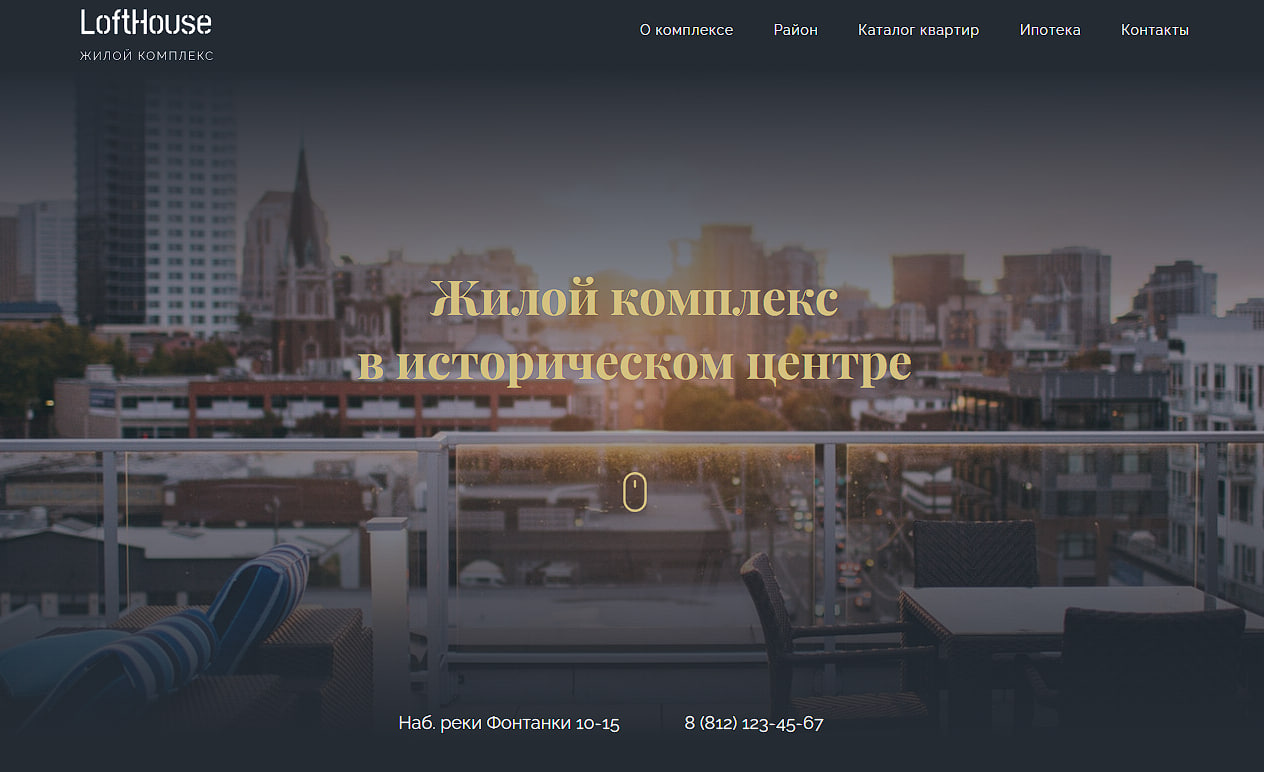 LoftHouse
ЖИЛОЙ КОМПЛЕКС
О комплексе Район Каталог квартир Ипотека Контакты
Жилой комплекс
в историческом центре
Наб. реки Фонтанки 10-15 8 (812) 123-45-67